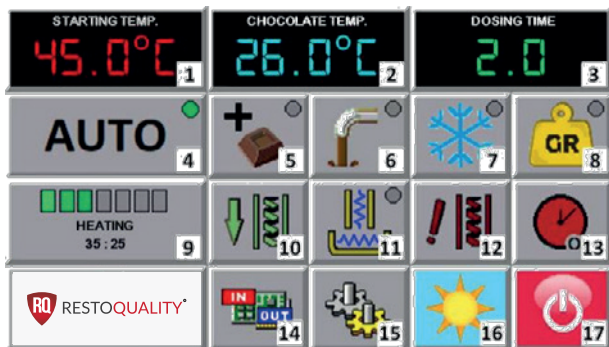 STARTING TEMP.
45.0°C
1
CHOCOLATE TEMP.
26.0°C
2
DOSING TIME
2.0
3
AUTO
4
+
5
6
7
GR
8
HEATING
35 : 25
9
10
11
!
12
0
13
RQ RESTOQUALITY°
IN
OUT
14
15
16
17